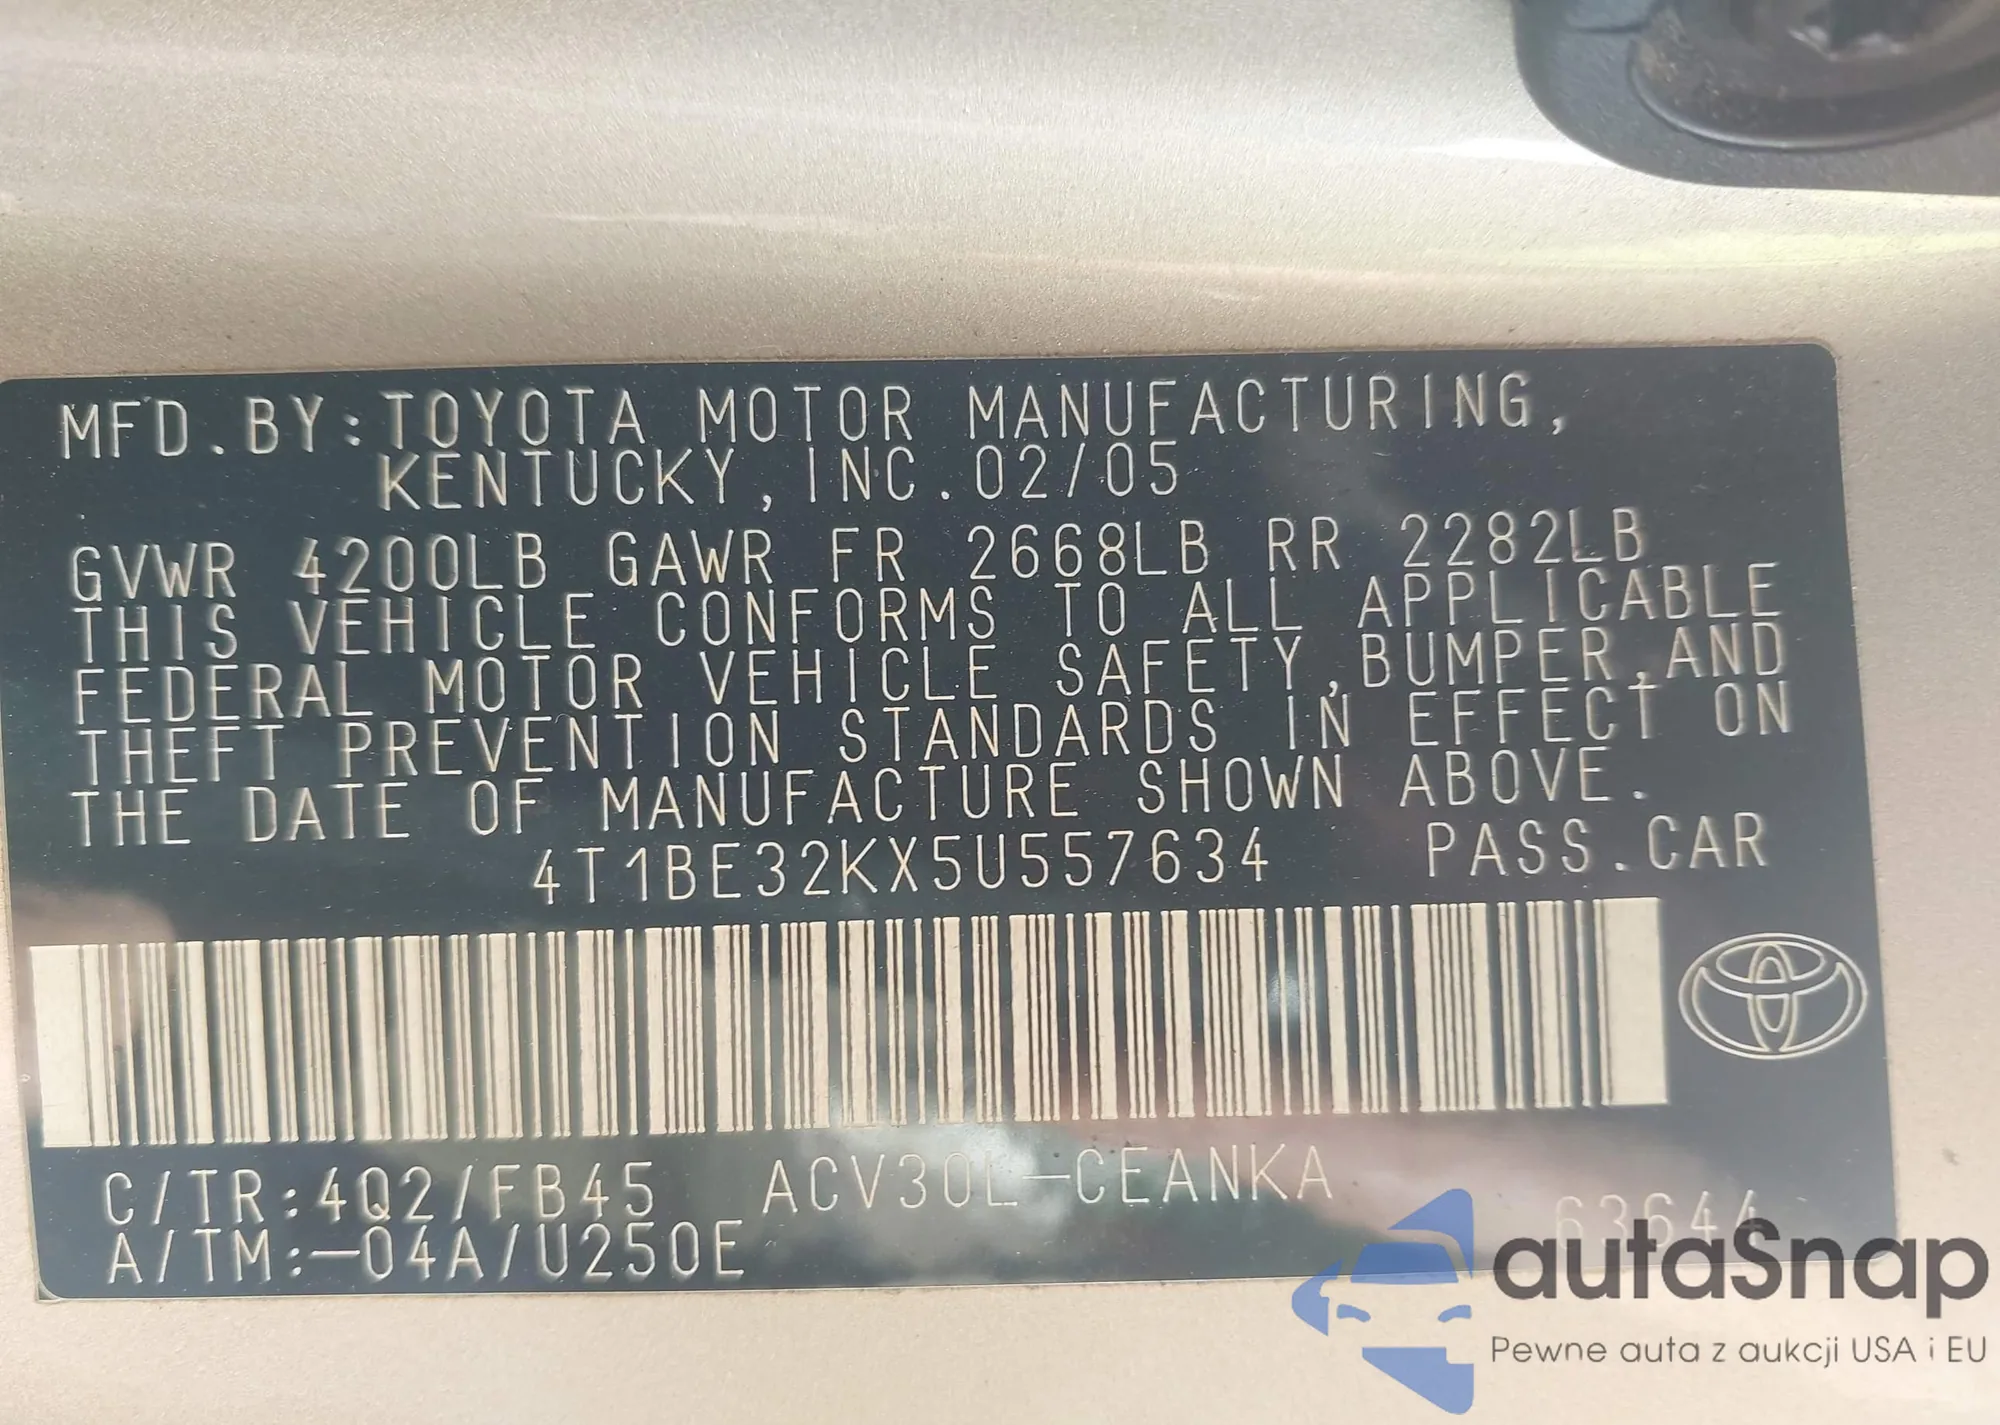 MFD.BY:TOYOTA MOTOR MANUFACTURING,
KENTUCKY, INC.02/05
GVWR 4200LB GAWR FR 2668LB RR 2282LB
THIS VEHICLE CONFORMS TO ALL APPLICABLE
FEDERAL MOTOR VEHICLE SAFETY,BUMPER,AND
THEFT PREVENTION STANDARDS IN EFFECT ON
THE DATE OF MANUFACTURE SHOWN ABOVE.
4T1BE32KX5U557634 PASS.CAR
C/TR:4Q2/FB45 ACV30L-CEANKA
A/TM:-04A/U250E 63644
autaSnap
Pewne auta z aukcji USA i EU